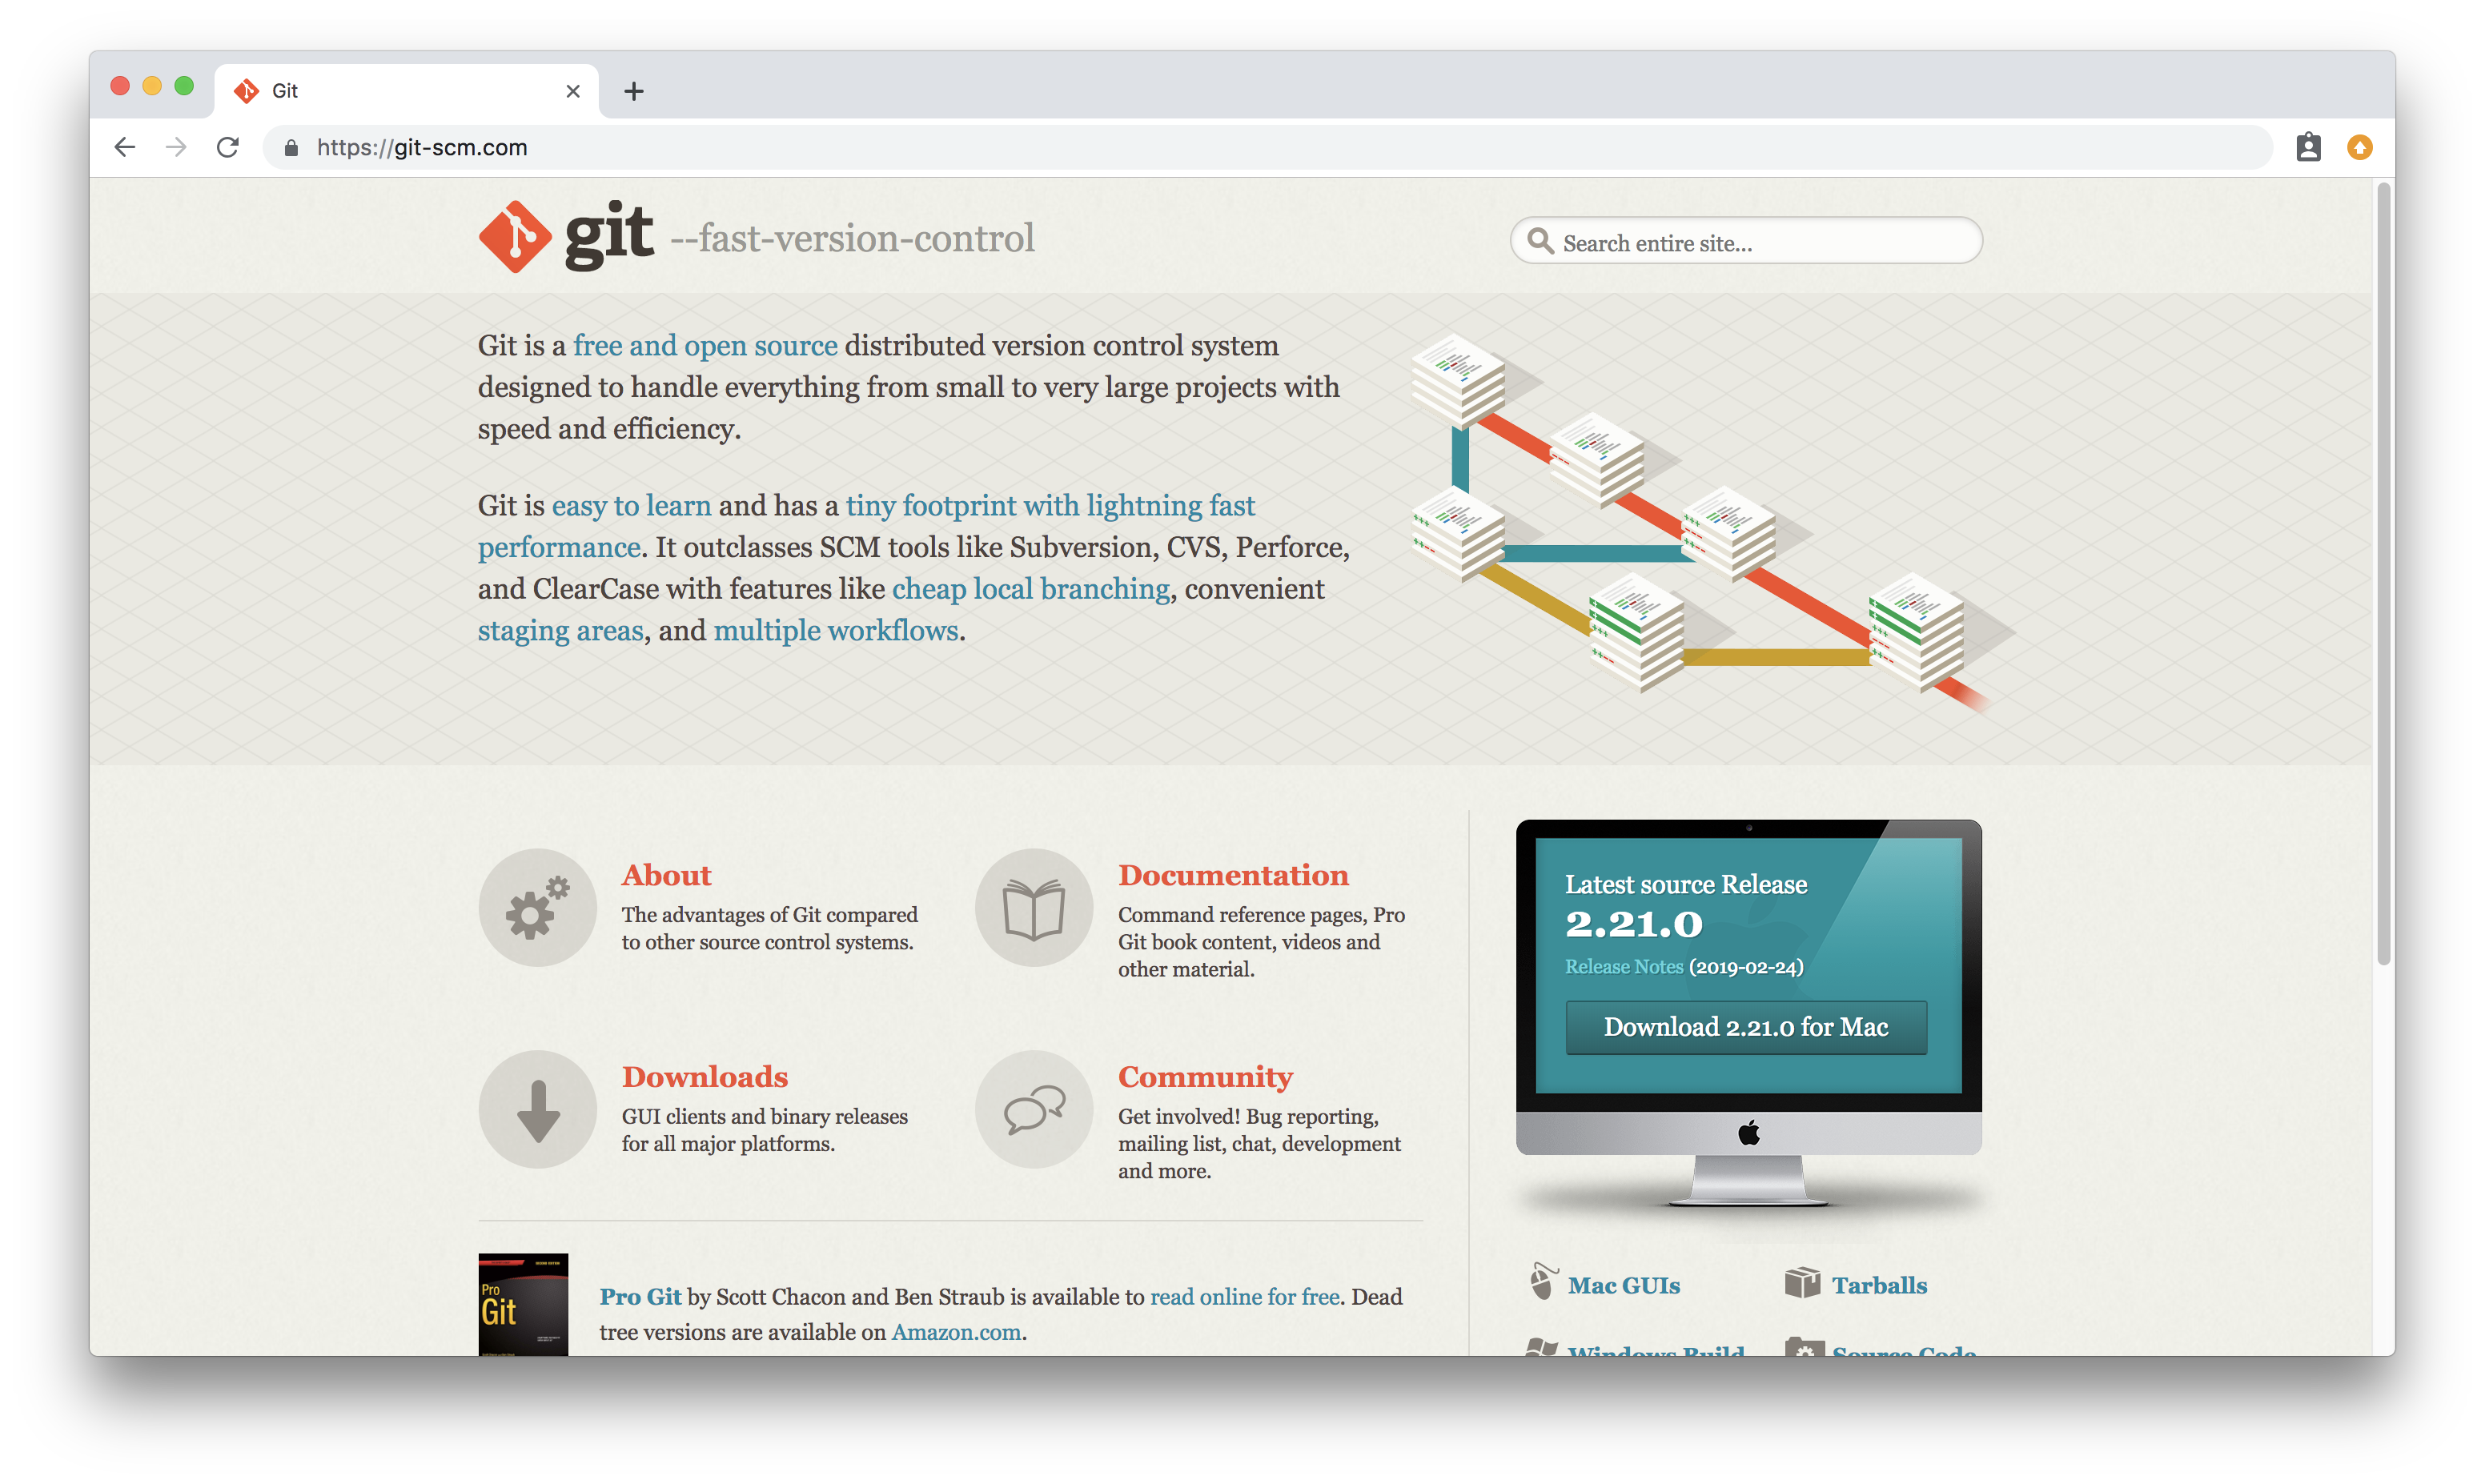 Git
https://git-scm.com
git --fast-version-control
Search entire site...
Git is a free and open source distributed version control system
designed to handle everything from small to very large projects with
speed and efficiency.
Git is easy to learn and has a tiny footprint with lightning fast
performance. It outclasses SCM tools like Subversion, CVS, Perforce,
and ClearCase with features like cheap local branching, convenient
staging areas, and multiple workflows.
About
The advantages of Git compared
to other source control systems.
Documentation
Command reference pages, Pro
Git book content, videos and
other material.
Downloads
GUI clients and binary releases
for all major platforms.
Community
Get involved! Bug reporting,
mailing list, chat, development
and more.
Pro
Git
Pro Git by Scott Chacon and Ben Straub is available to read online for free. Dead
tree versions are available on Amazon.com.
Latest source Release
2.21.0
Release Notes (2019-02-24)
Download 2.21.0 for Mac
Mac GUIs
Tarballs
Windows Build
Source Code